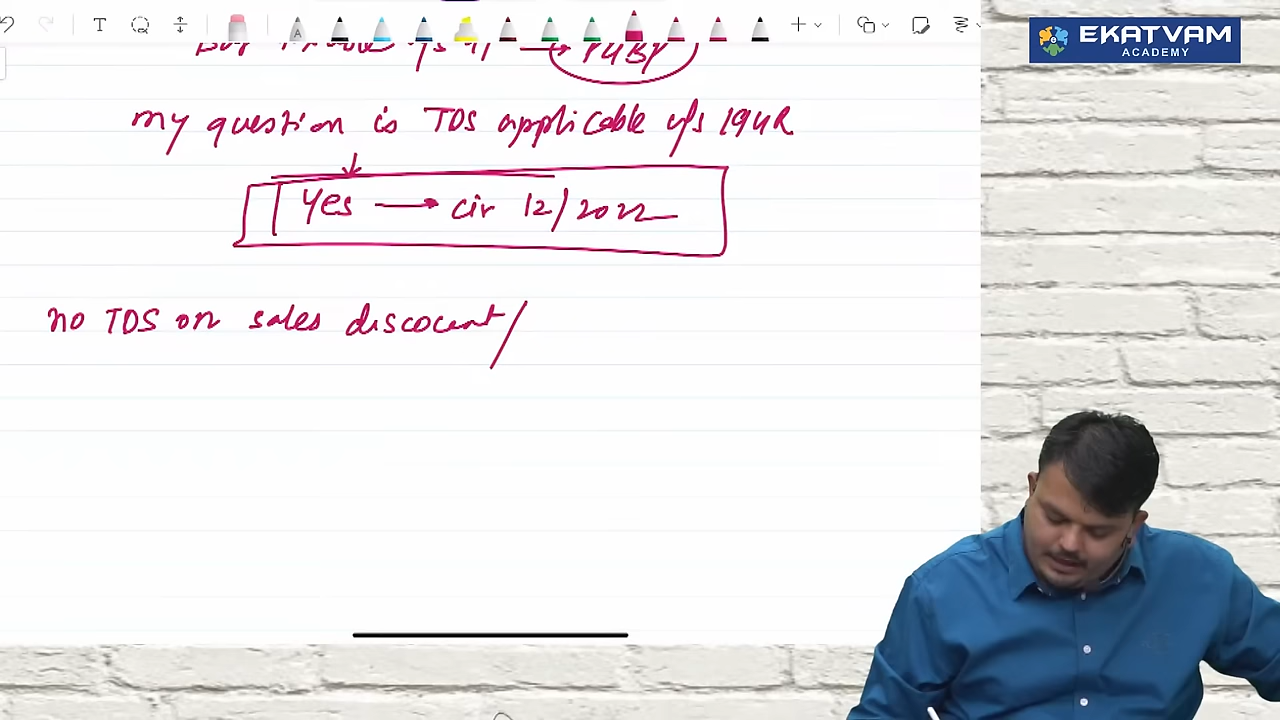 EKATVAM
ACADEMY
my question is TDS applicable u/s 194R
Yes → cir 12/2022
no TDS on sales discount/